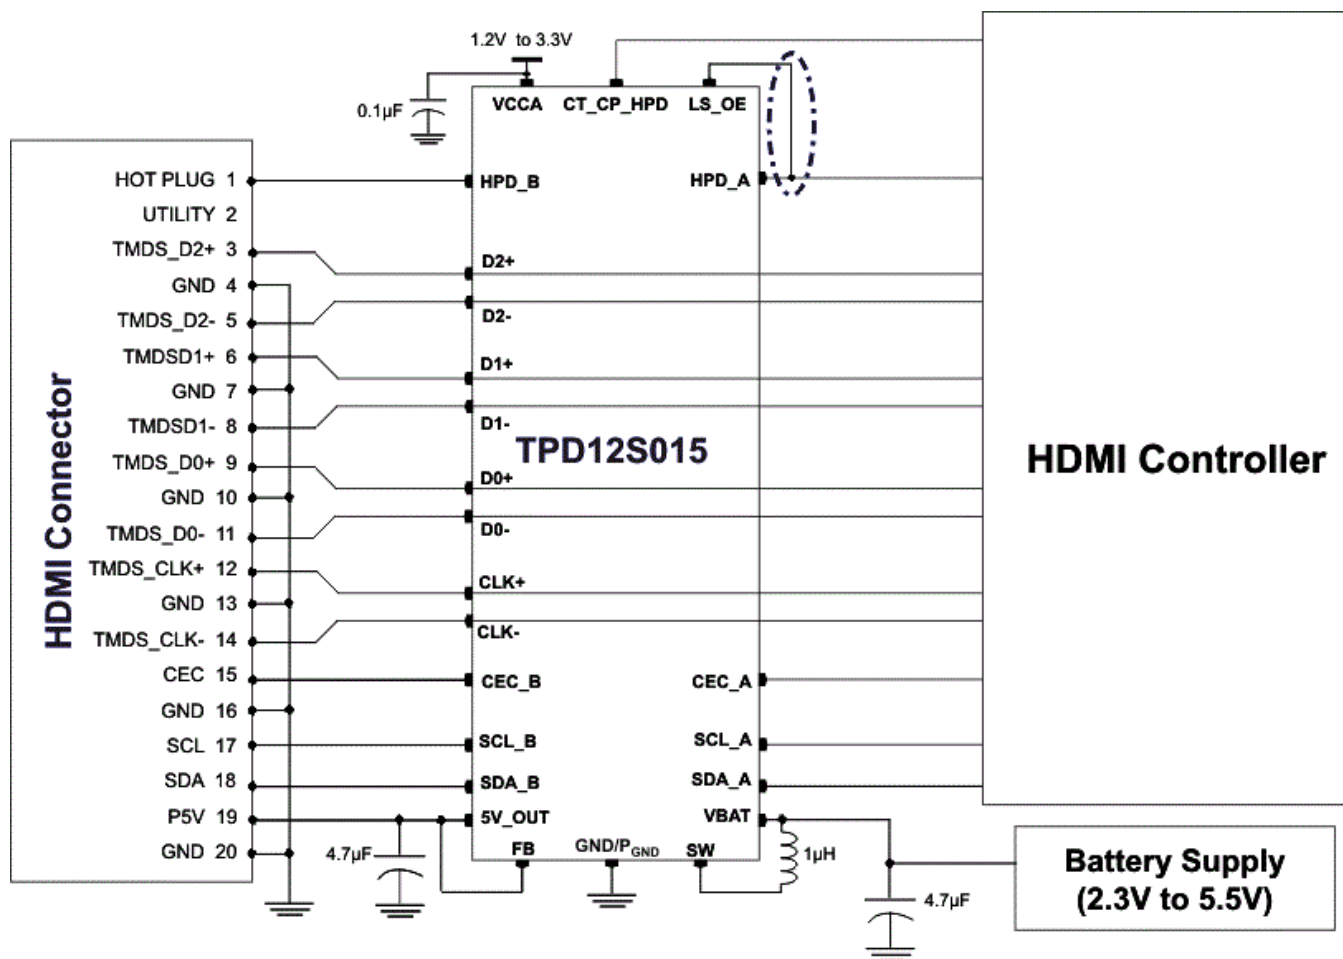 1.2V to 3.3V
0.1µF
VCCA CT_CP_HPD LS_OE
HOT PLUG 1
HPD_B
HPD_A
UTILITY 2
TMDS_D2+ 3
D2+
GND 4
TMDS_D2- 5
D2-
TMDSD1+ 6
D1+
GND 7
TMDSD1- 8
D1-
TPD12S015
HDMI Controller
TMDS_D0+ 9
D0+
GND 10
TMDS_D0- 11
D0-
HDMI Connector
TMDS_CLK+ 12
CLK+
GND 13
TMDS_CLK- 14
CLK-
CEC 15
CEC_B
CEC_A
GND 16
SCL 17
SCL_B
SCL_A
SDA 18
SDA_B
SDA_A
P5V 19
5V_OUT
VBAT
GND 20
4.7µF
FB
GND/PGND
SW
1µH
Battery Supply
(2.3V to 5.5V)
4.7µF